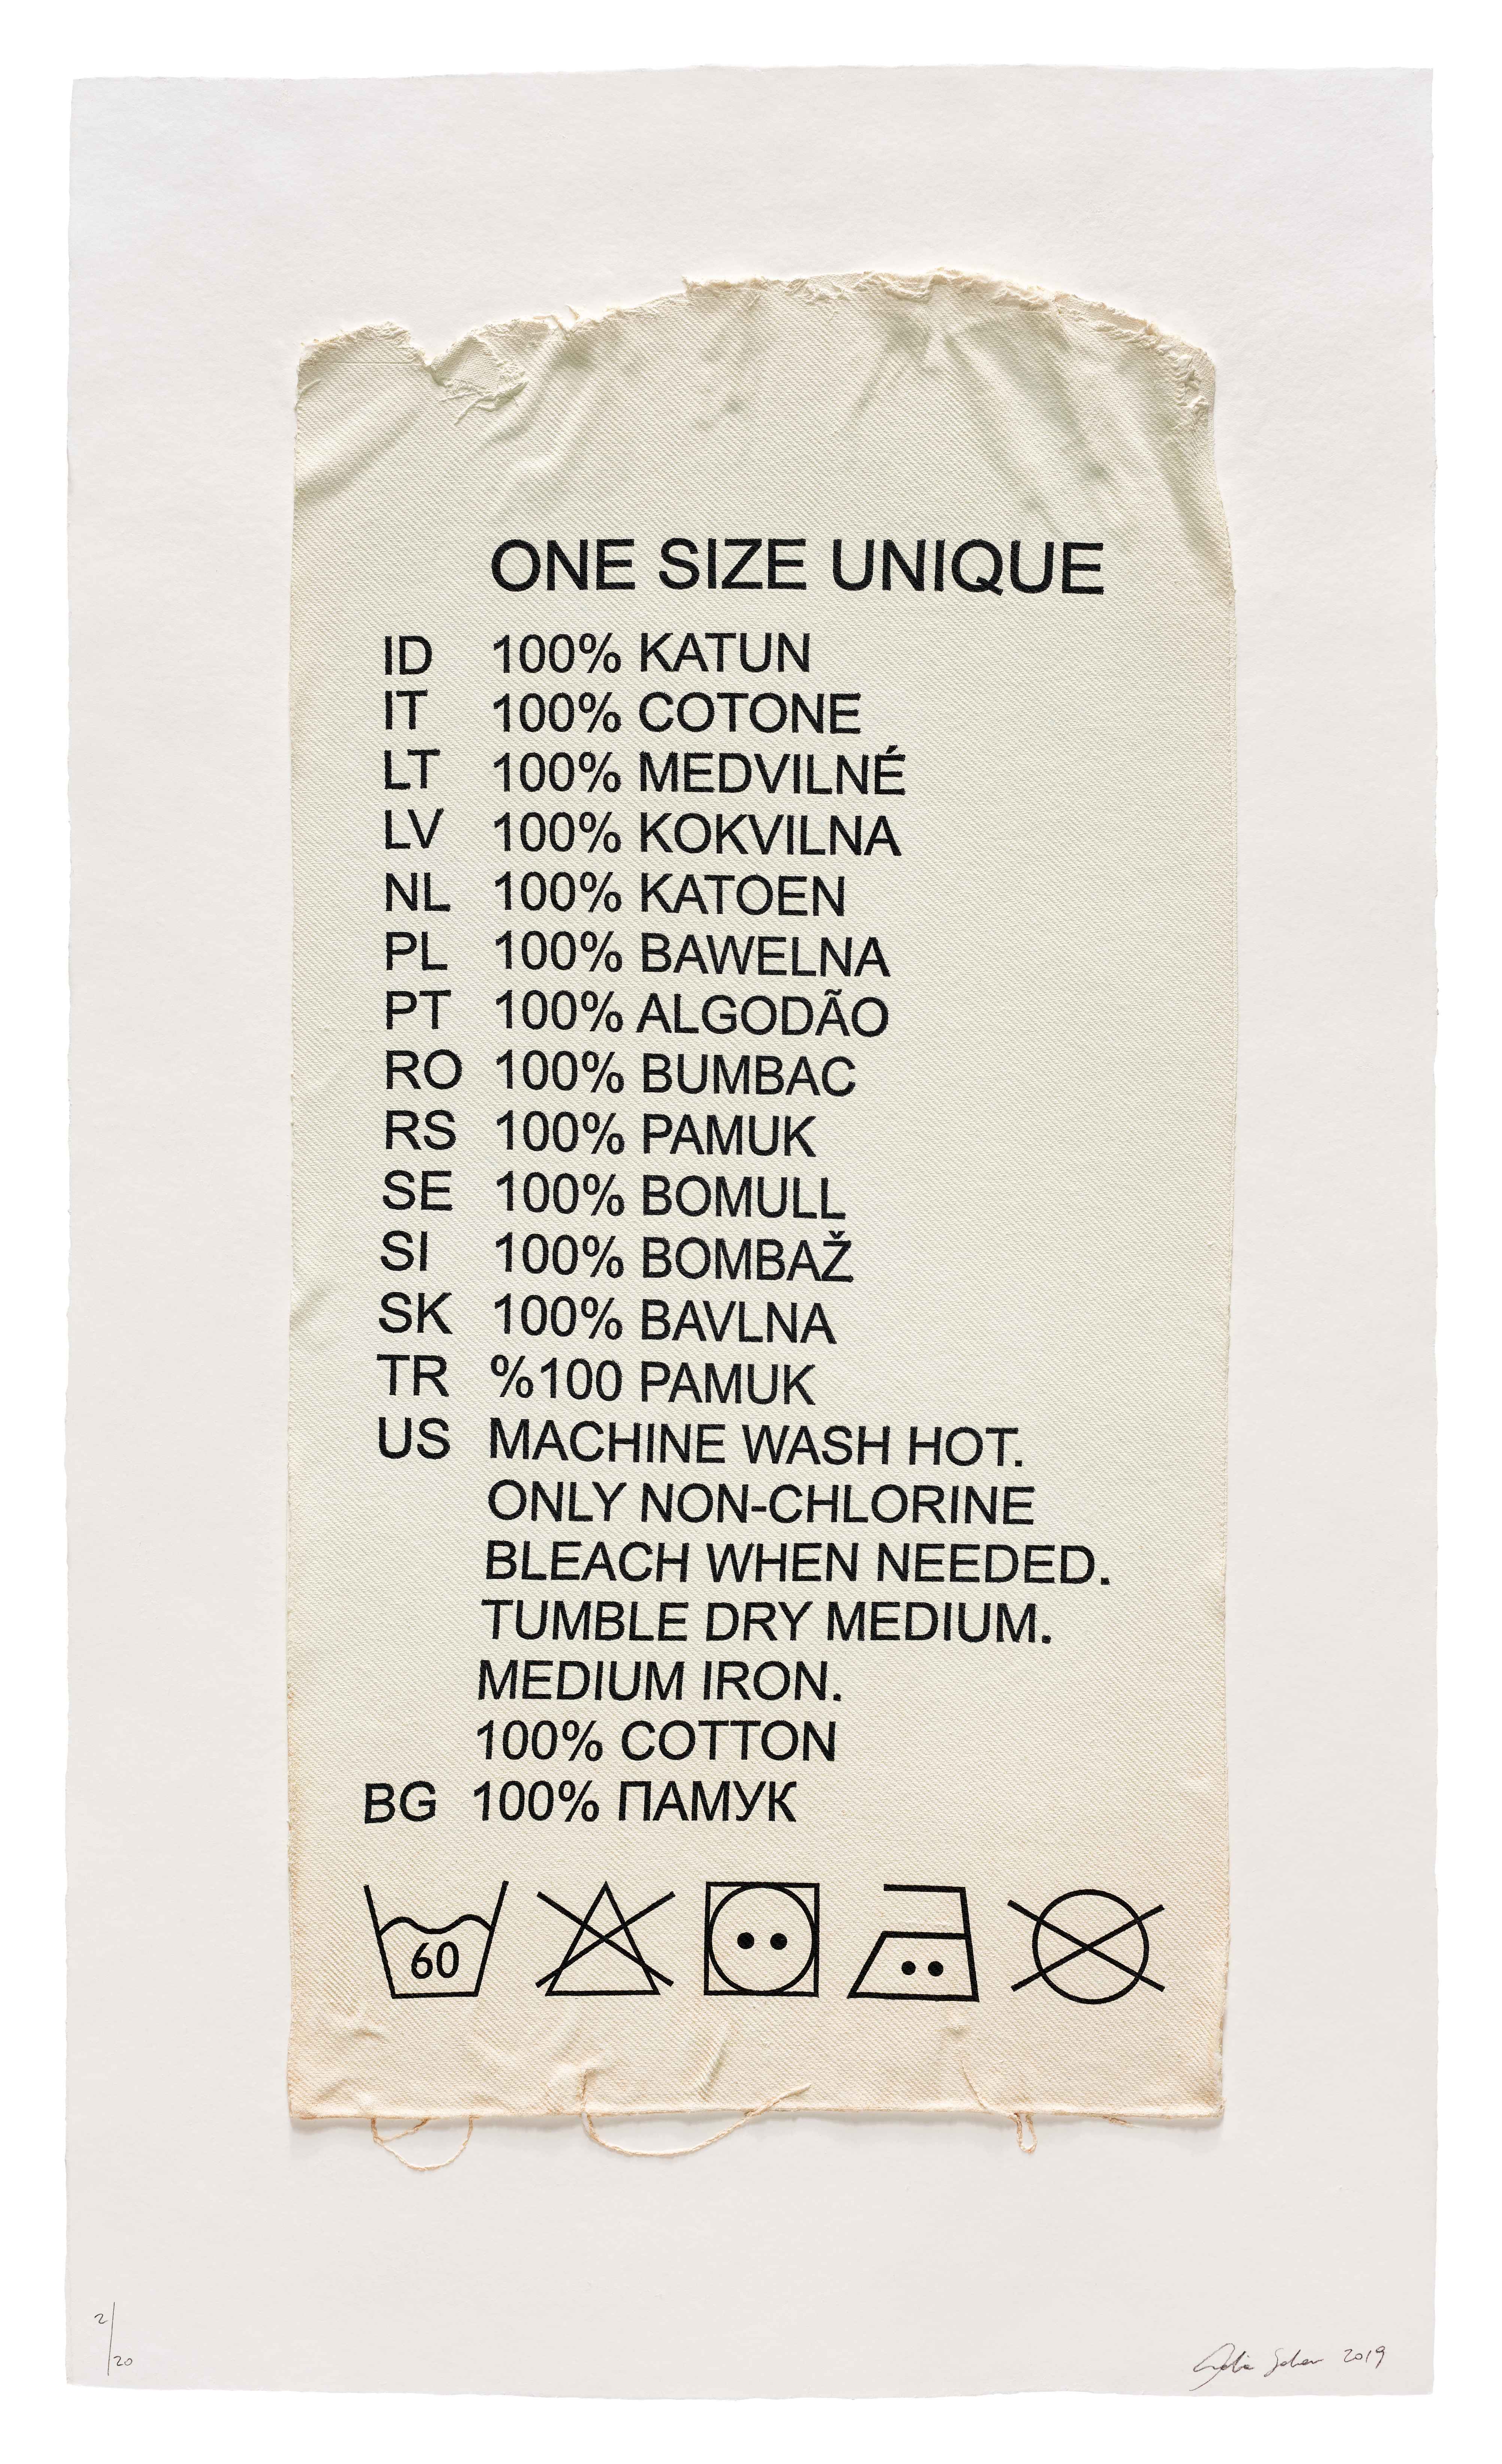 ONE SIZE UNIQUE
ID 100% KATUN
IT 100% COTONE
LT 100% MEDVILNÉ
LV 100% KOKVILNA
NL 100% KATOEN
PL 100% BAWELNA
PT 100% ALGODÃO
RO 100% BUMBAC
RS 100% PAMUK
SE 100% BOMULL
SI 100% BOMBAŽ
SK 100% BAVLNA
TR %100 PAMUK
US MACHINE WASH HOT.
ONLY NON-CHLORINE
BLEACH WHEN NEEDED.
TUMBLE DRY MEDIUM.
MEDIUM IRON.
100% COTTON
BG 100% ПАМУК
60
2/20
2019